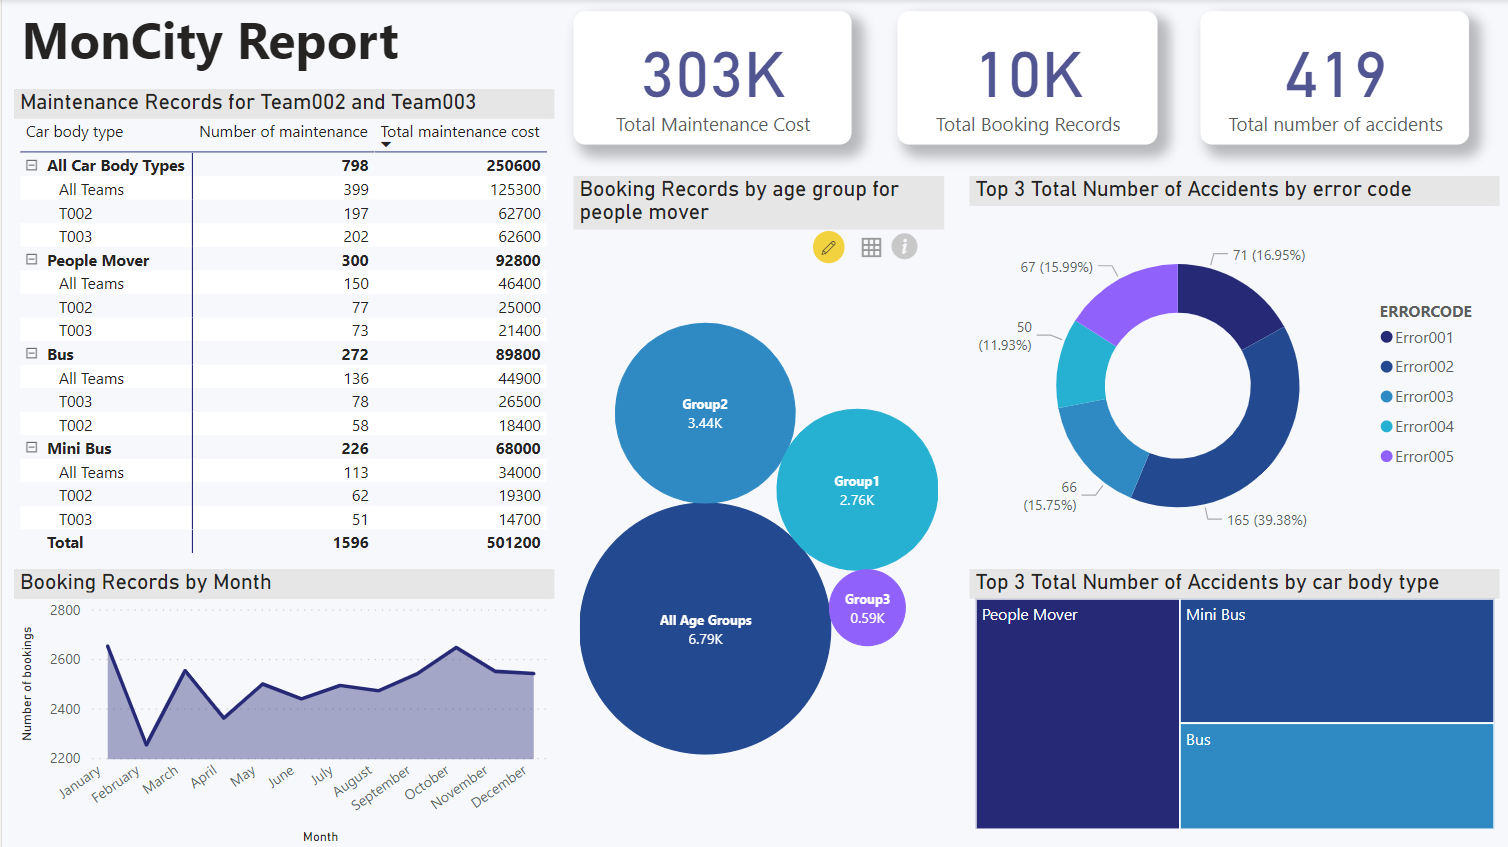 MonCity Report
303K
Total Maintenance Cost
10K
Total Booking Records
419
Total number of accidents
Maintenance Records for Team002 and Team003
Car body type Number of maintenance Total maintenance cost
All Car Body Types 798 250600
All Teams 399 125300
T002 197 62700
T003 202 62600
People Mover 300 92800
All Teams 150 46400
T002 77 25000
T003 73 21400
Bus 272 89800
All Teams 136 44900
T003 78 26500
T002 58 18400
Mini Bus 226 68000
All Teams 113 34000
T002 62 19300
T003 51 14700
Total 1596 501200
Booking Records by Month
Number of bookings
2800
2600
2400
2200
January February March April May June July August September October November December
Month
Booking Records by age group for
people mover
i
Group2
3.44K
Group1
2.76K
Group3
0.59K
All Age Groups
6.79K
Top 3 Total Number of Accidents by error code
71 (16.95%)
67 (15.99%)
50
(11.93%)
66
(15.75%)
165 (39.38%)
ERRORCODE
Error001
Error002
Error003
Error004
Error005
Top 3 Total Number of Accidents by car body type
People Mover
Mini Bus
Bus